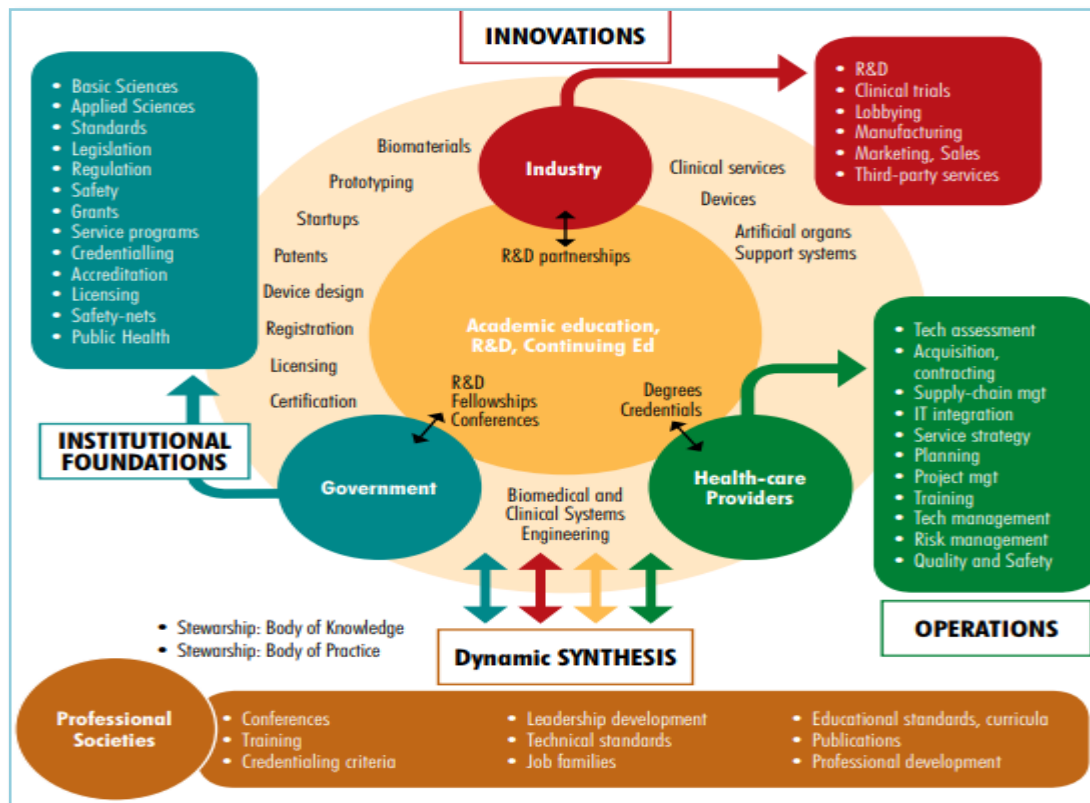 INNOVATIONS
• Basic Sciences
• Applied Sciences
• Standards
• Legislation
• Regulation
• Safety
• Grants
• Service programs
• Credentialling
• Accreditation
• Licensing
• Safety-nets
• Public Health
INSTITUTIONAL
FOUNDATIONS
Biomaterials
Prototyping
Startups
Patents
Device design
Registration
Licensing
Certification
Industry
R&D partnerships
Academic education,
R&D, Continuing Ed
R&D
Fellowships
Conferences
Degrees
Credentials
Government
Health-care
Providers
Biomedical and
Clinical Systems
Engineering
Clinical services
Devices
Artificial organs
Support systems
• R&D
• Clinical trials
• Lobbying
• Manufacturing
• Marketing, Sales
• Third-party services
• Tech assessment
• Acquisition,
contracting
• Supply-chain mgt
• IT integration
• Service strategy
• Planning
• Project mgt
• Training
• Tech management
• Risk management
• Quality and Safety
OPERATIONS
• Stewarship: Body of Knowledge
• Stewarship: Body of Practice
Dynamic SYNTHESIS
Professional
Societies
• Conferences
• Training
• Credentialing criteria
• Leadership development
• Technical standards
• Job families
• Educational standards, curricula
• Publications
• Professional development